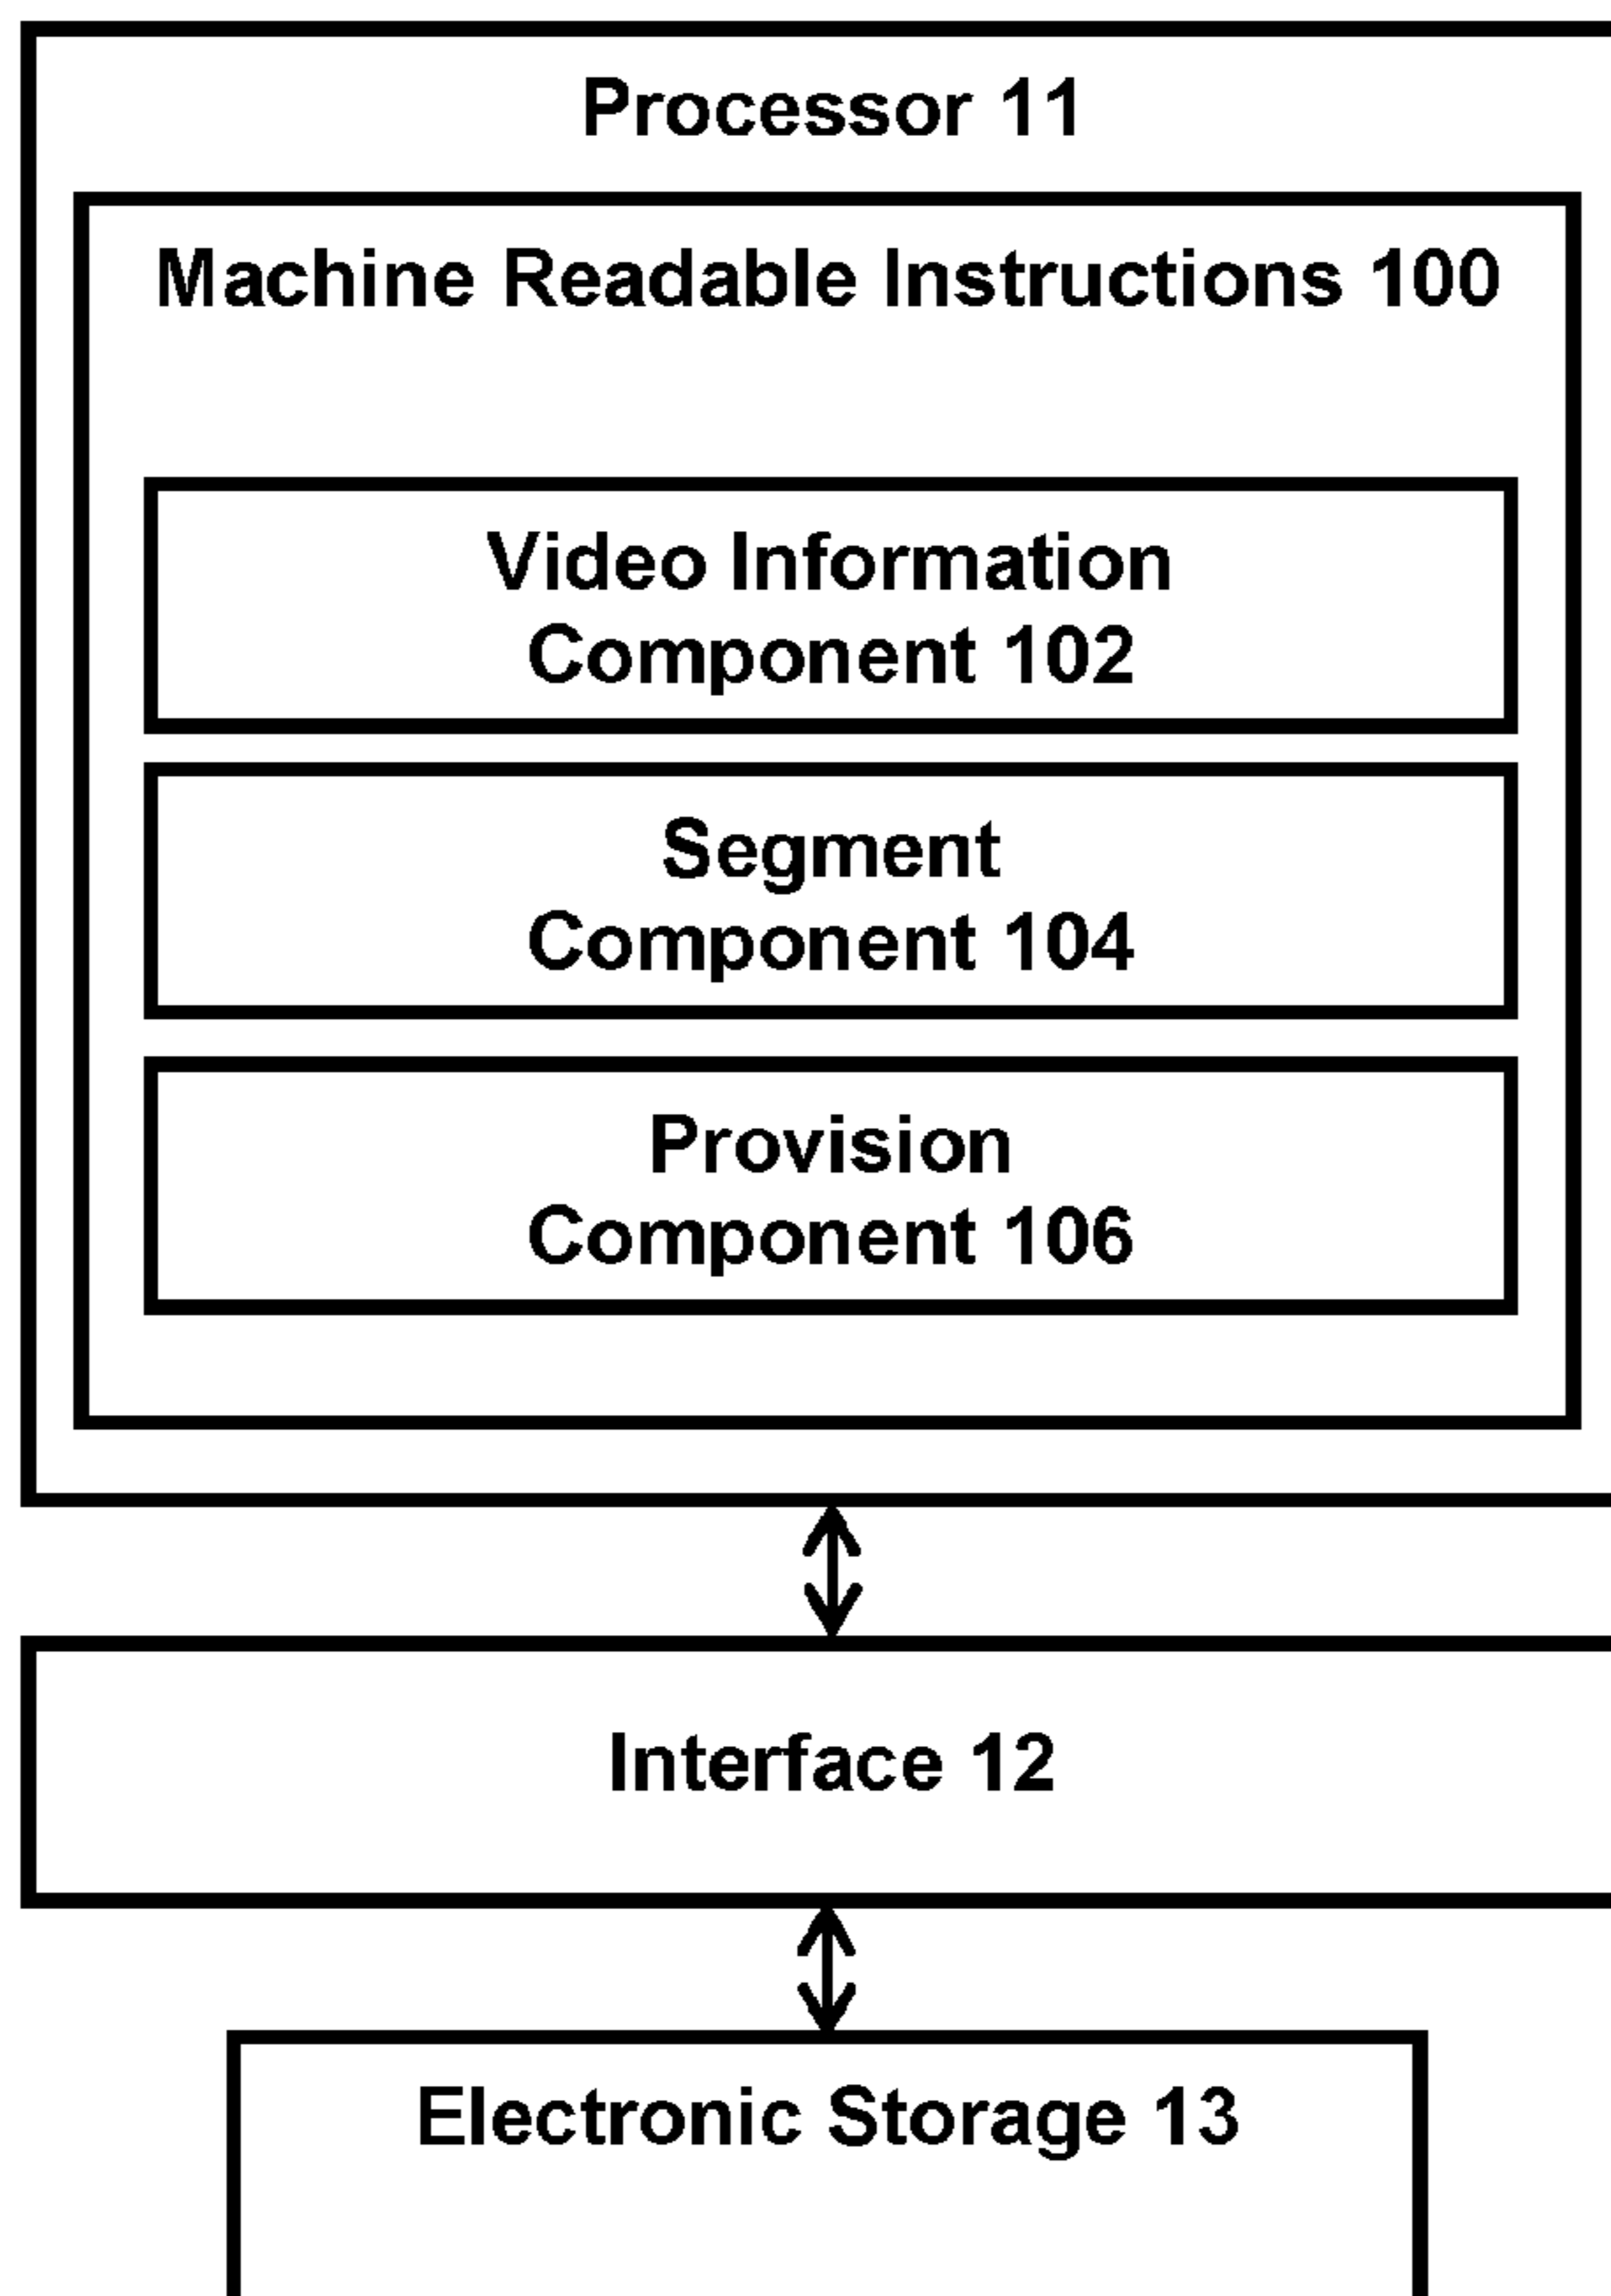 Processor 11
Machine Readable Instructions 100
Video Information
Component 102
Segment
Component 104
Provision
Component 106
Interface 12
Electronic Storage 13